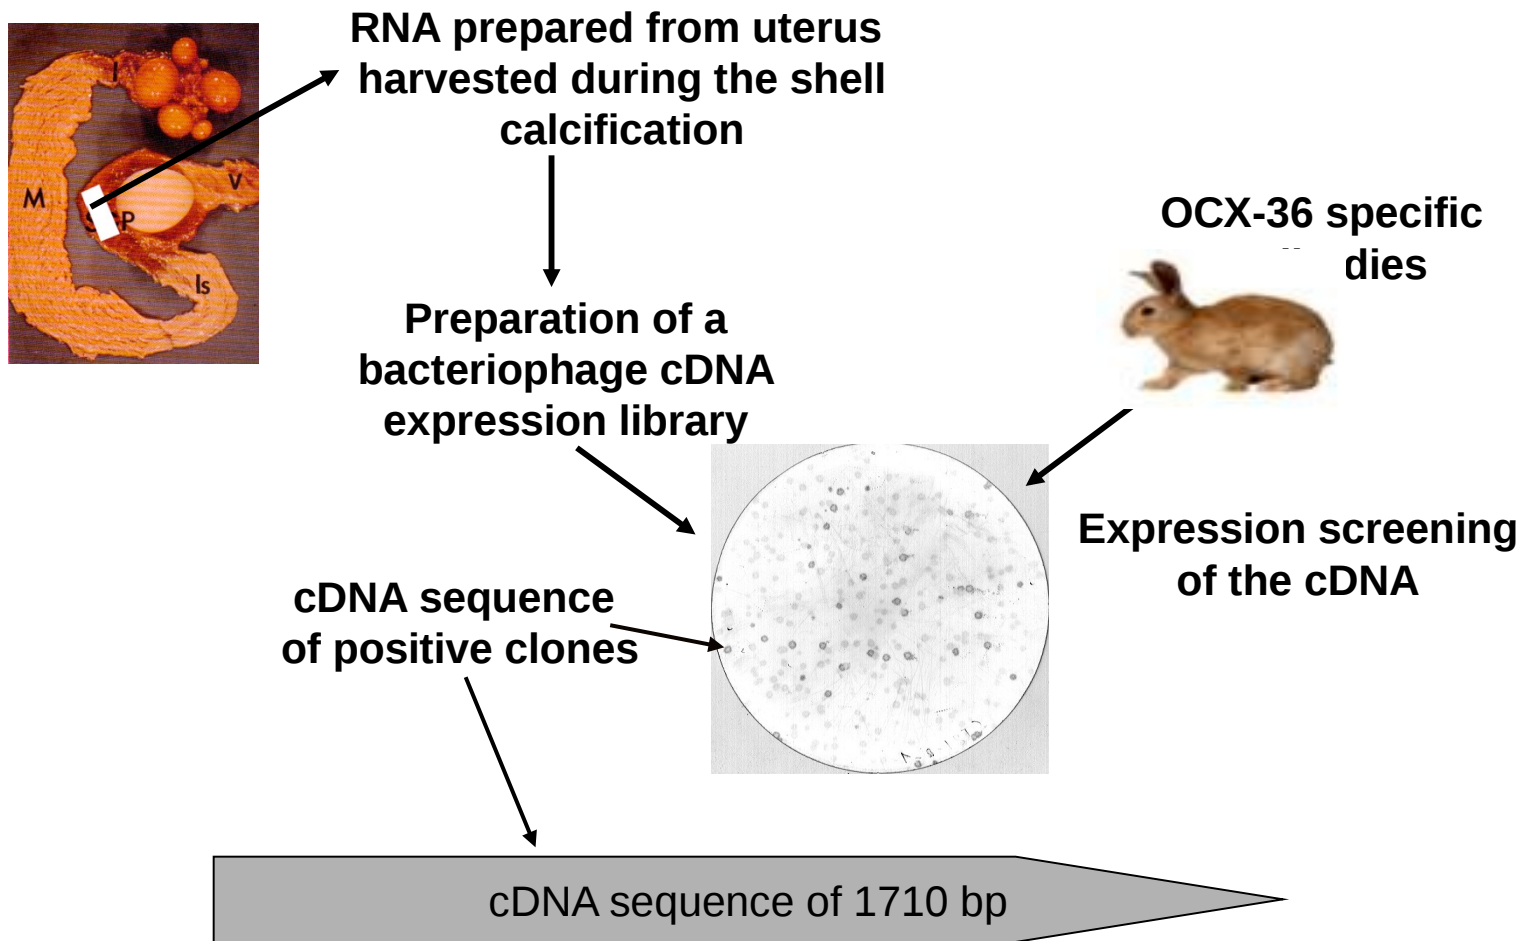 RNA prepared from uterus
harvested during the shell
calcification
J
M
V
P
Is
OCX-36 specific
dies
Preparation of a
bacteriophage cDNA
expression library
Expression screening
of the cDNA
cDNA sequence
of positive clones
cDNA sequence of 1710 bp